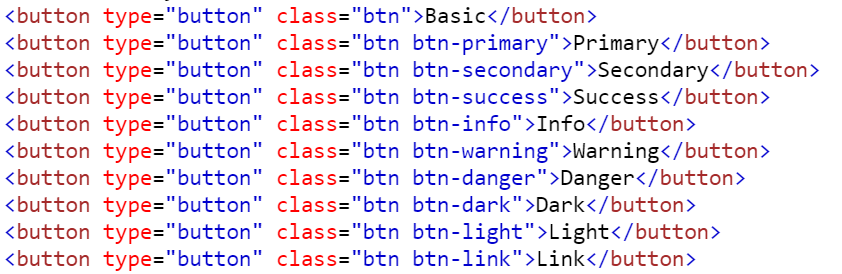 <button type="button" class="btn">Basic</button>
<button type="button" class="btn btn-primary">Primary</button>
<button type="button" class="btn btn-secondary">Secondary</button>
<button type="button" class="btn btn-success">Success</button>
<button type="button" class="btn btn-info">Info</button>
<button type="button" class="btn btn-warning">Warning</button>
<button type="button" class="btn btn-danger">Danger</button>
<button type="button" class="btn btn-dark">Dark</button>
<button type="button" class="btn btn-light">Light</button>
<button type="button" class="btn btn-link">Link</button>